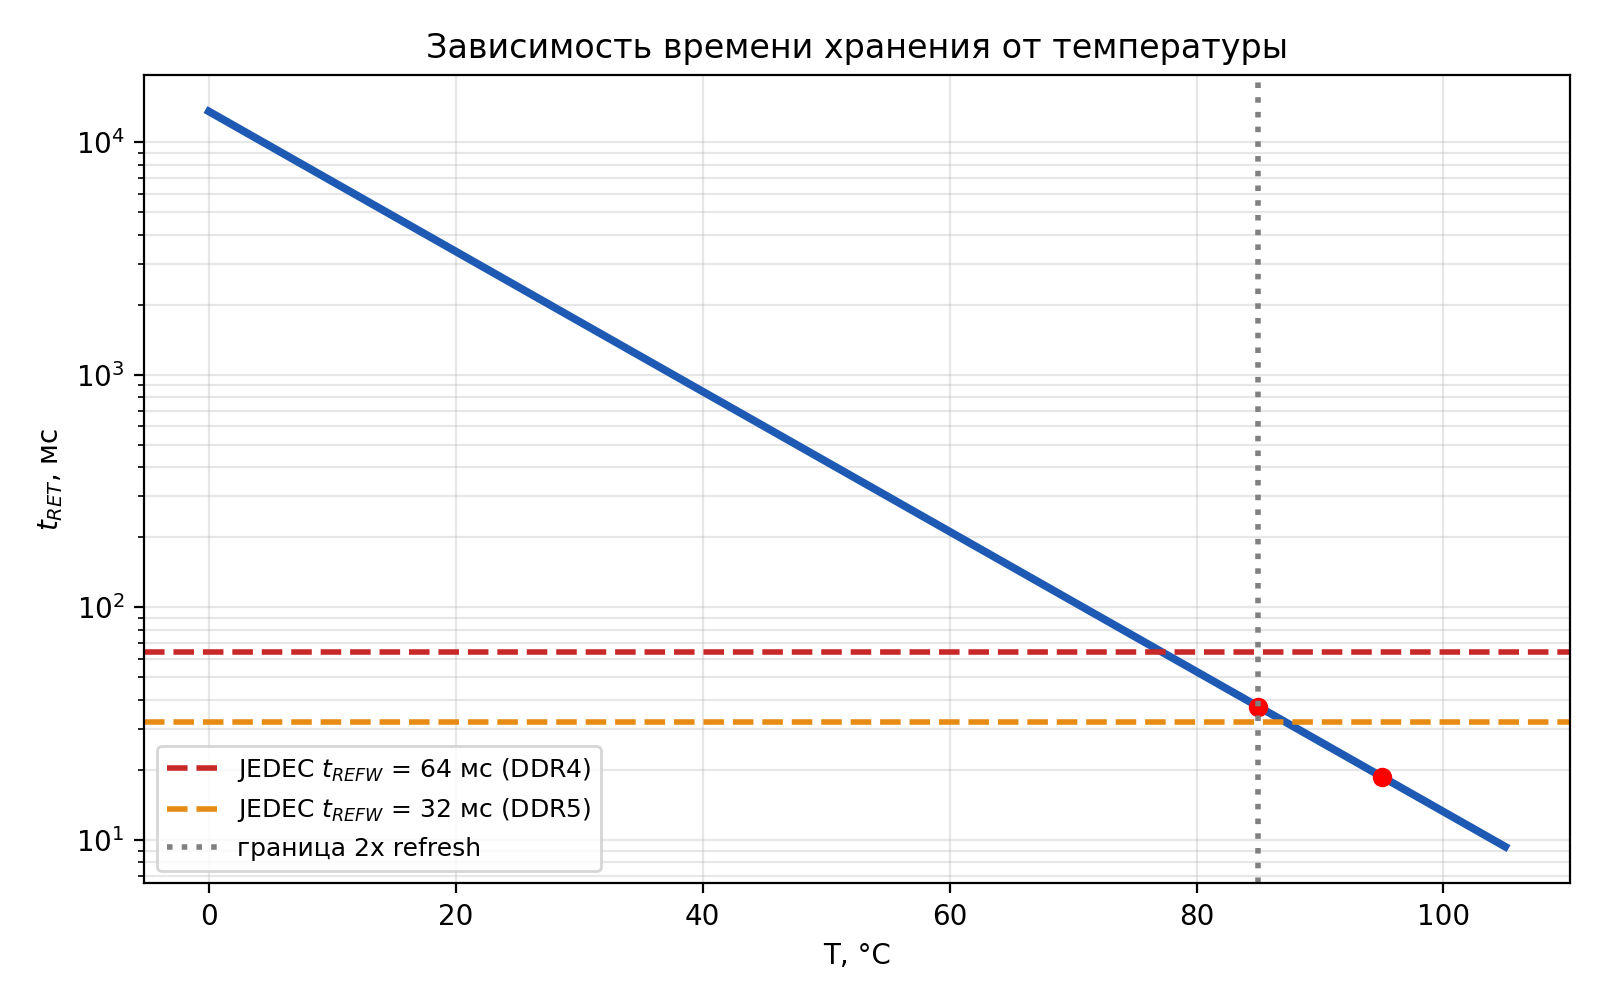 Зависимость времени хранения от температуры
10⁴
10³
10²
10¹
t_RET, мс
JEDEC t_REFW = 64 мс (DDR4)
JEDEC t_REFW = 32 мс (DDR5)
граница 2x refresh
0 20 40 60 80 100
T, °C